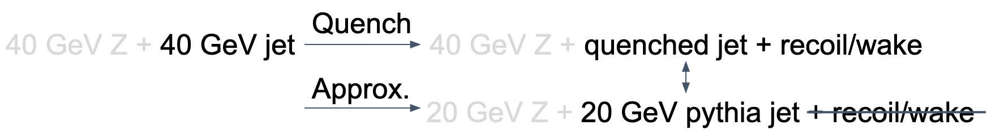 Quench
40 GeV Z + 40 GeV jet 40 GeV Z + quenched jet + recoil/wake
Approx.
20 GeV Z + 20 GeV pythia jet + recoil/wake